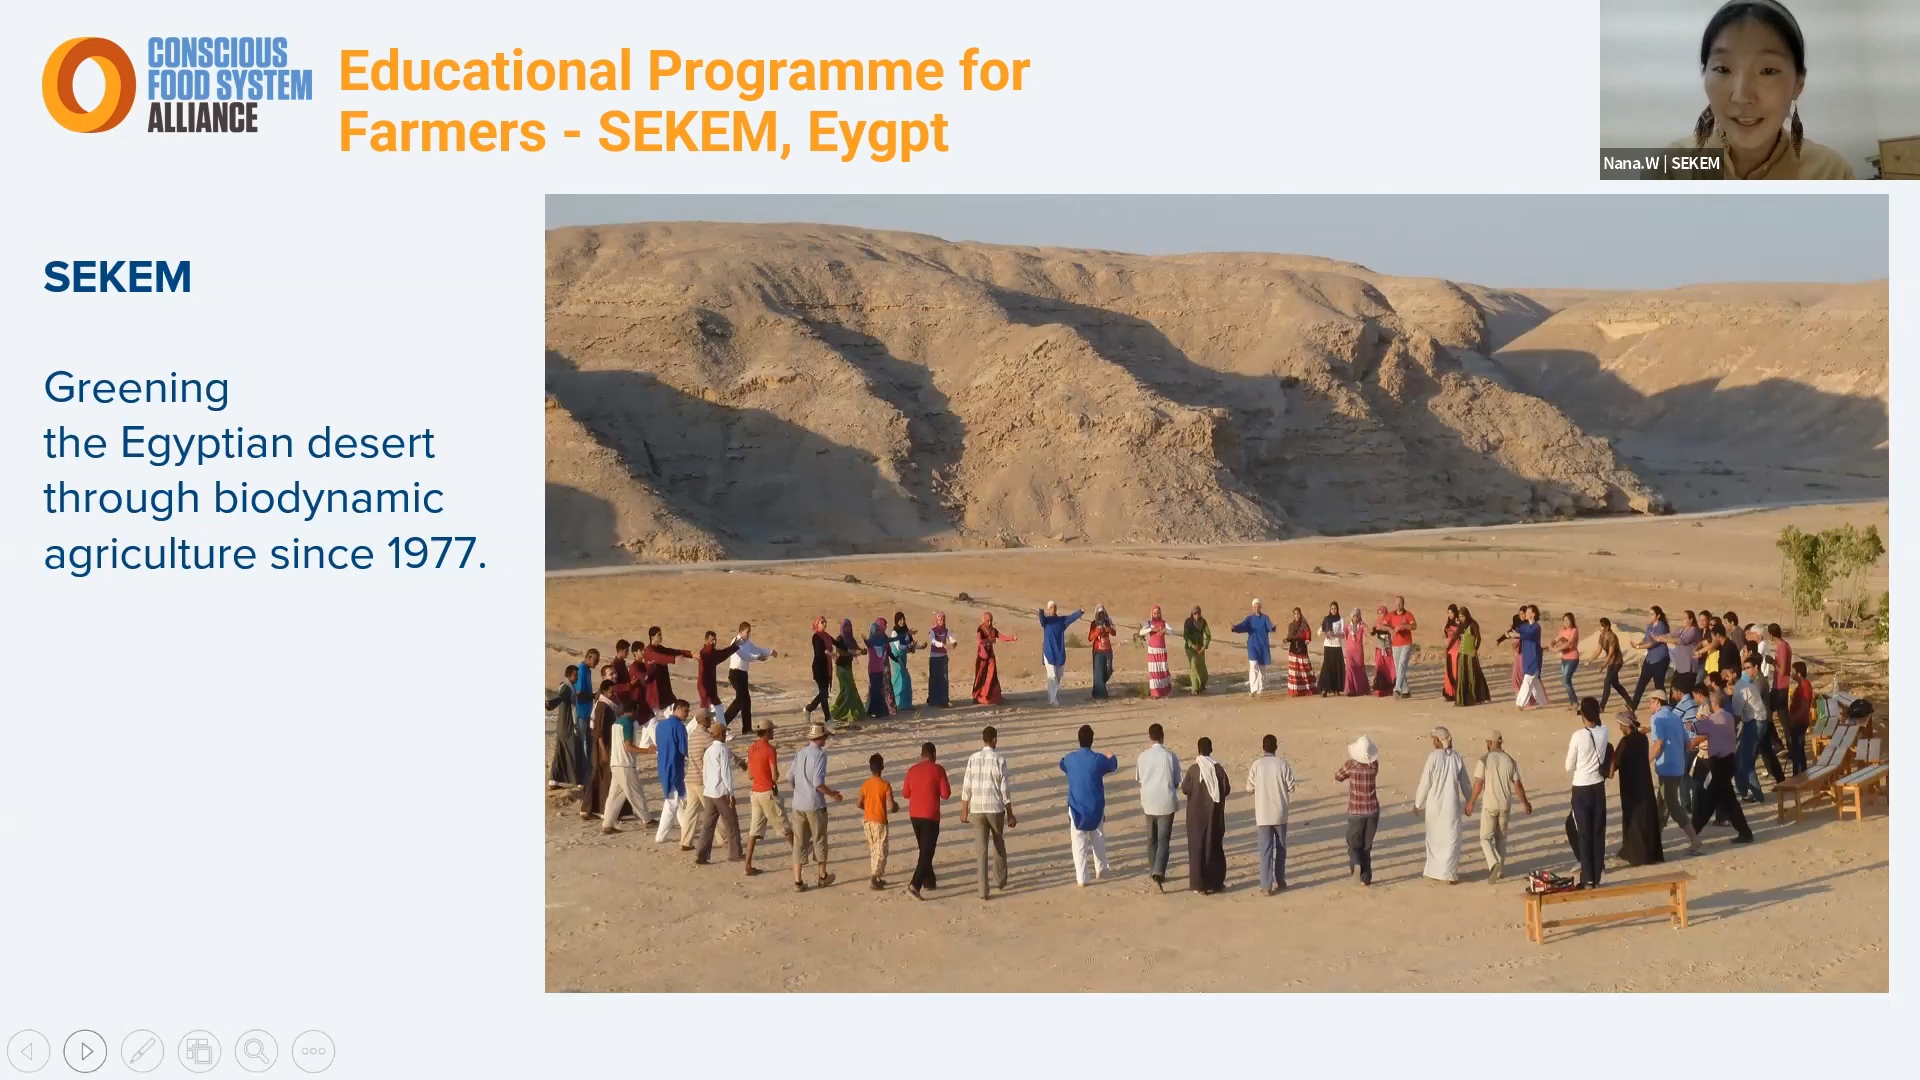 CONSCIOUS
FOOD SYSTEM
ALLIANCE
Educational Programme for
Farmers - SEKEM, Eygpt
Nana.W | SEKEM
SEKEM
Greening
the Egyptian desert
through biodynamic
agriculture since 1977.